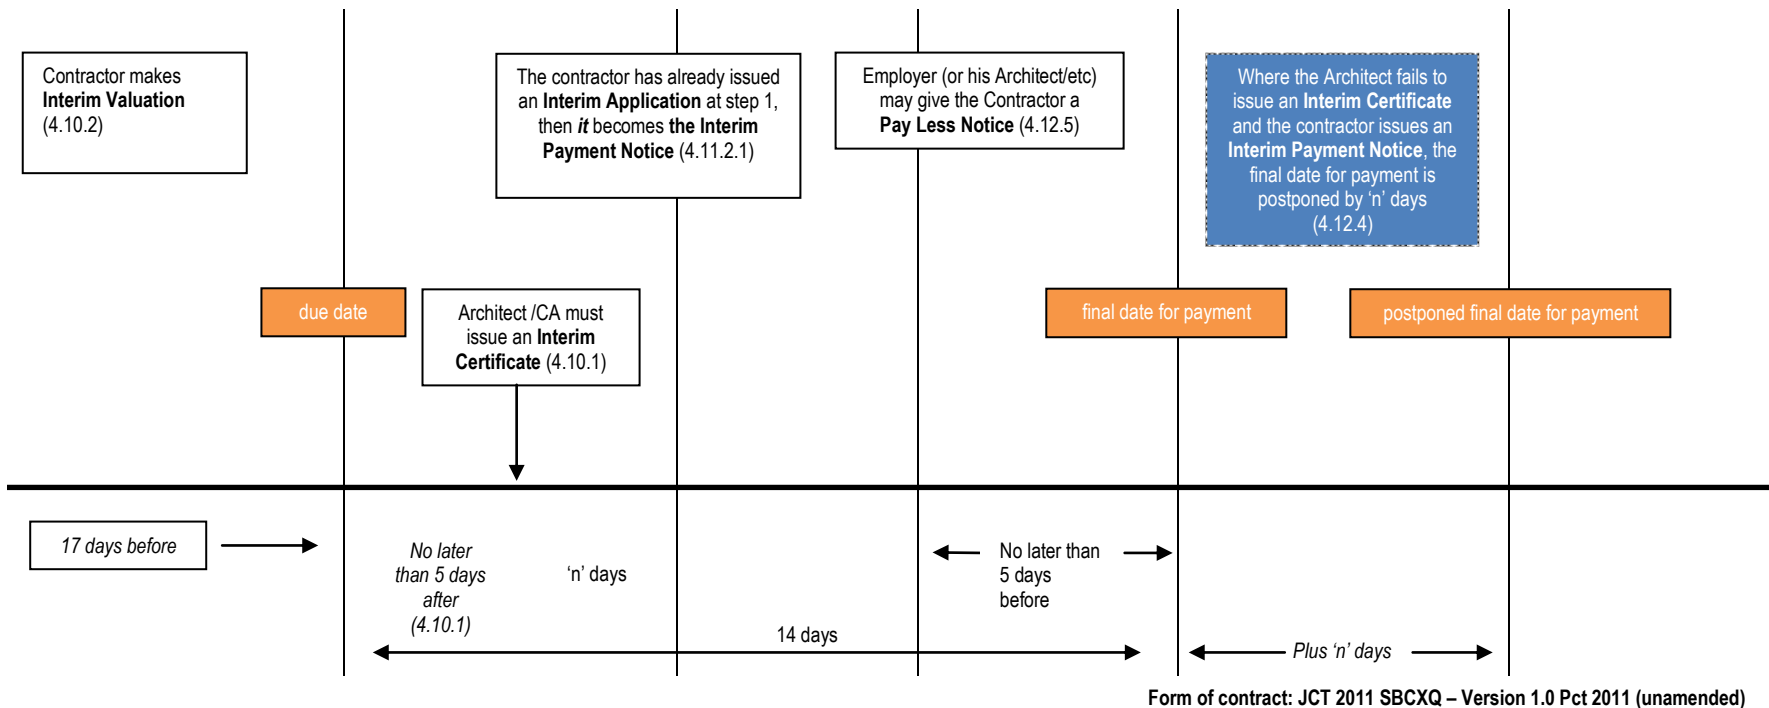 Contractor makes
Interim Valuation
(4.10.2)
The contractor has already issued
an Interim Application at step 1,
then it becomes the Interim
Payment Notice (4.11.2.1)
Employer (or his Architect/etc)
may give the Contractor a
Pay Less Notice (4.12.5)
Where the Architect fails to
issue an Interim Certificate
and the contractor issues an
Interim Payment Notice, the
final date for payment is
postponed by ‘n’ days
(4.12.4)
due date
Architect /CA must
issue an Interim
Certificate (4.10.1)
final date for payment
postponed final date for payment
17 days before
No later
than 5 days
after
(4.10.1)
‘n’ days
14 days
No later than
5 days
before
Plus ‘n’ days
Form of contract: JCT 2011 SBCXQ – Version 1.0 Pct 2011 (unamended)